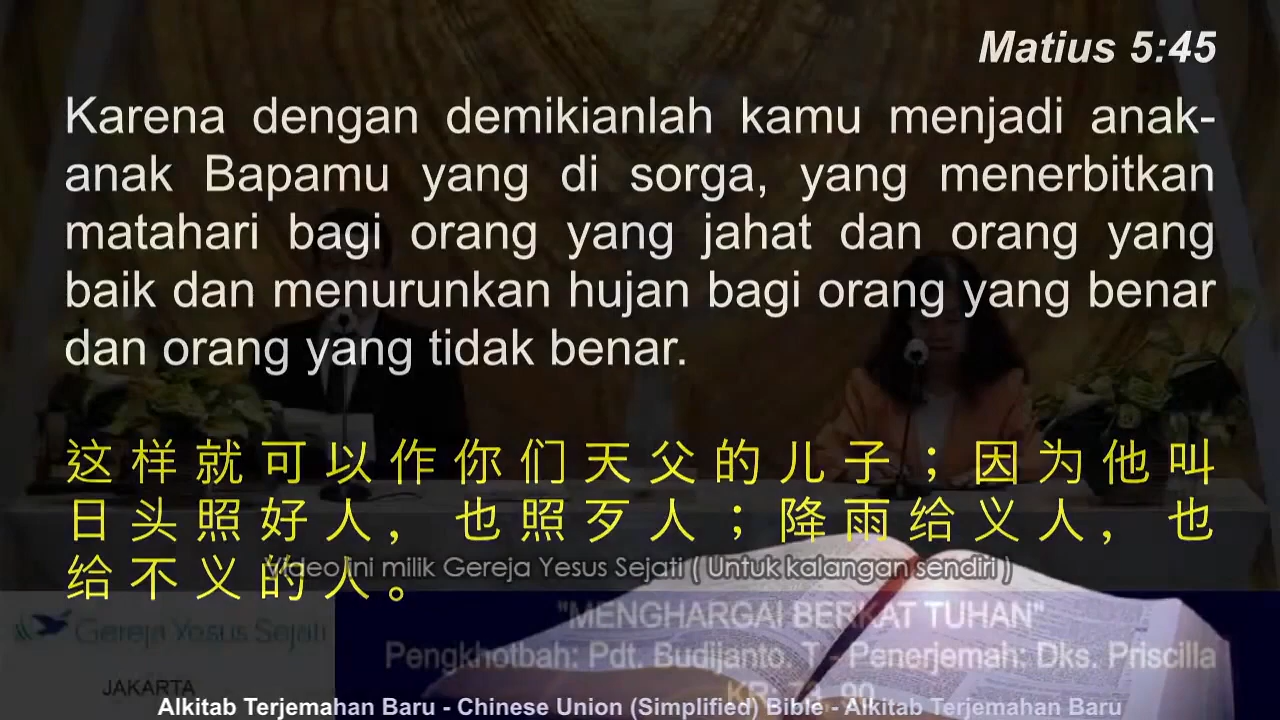 Matius 5:45
Karena dengan demikianlah kamu menjadi anak-
anak Bapamu yang di sorga, yang menerbitkan
matahari bagi orang yang jahat dan orang yang
baik dan menurunkan hujan bagi orang yang benar
dan orang yang tidak benar.
这样就可以作你们天父的儿子；因为他叫
日头照好人，也照歹人；降雨给义人，也
给不义的人。
Video ini milik Gereja Yesus Sejati ( Untuk kalangan sendiri )
"MENGHARGAI BERKAT TUHAN"
Gereja Yesus Sejati
Pengkhotbah: Pdt. Budijanto. T - Penerjemah: Dks. Priscilla
JAKARTA
KR: 73, 90
Alkitab Terjemahan Baru - Chinese Union (Simplified) Bible - Alkitab Terjemahan Baru